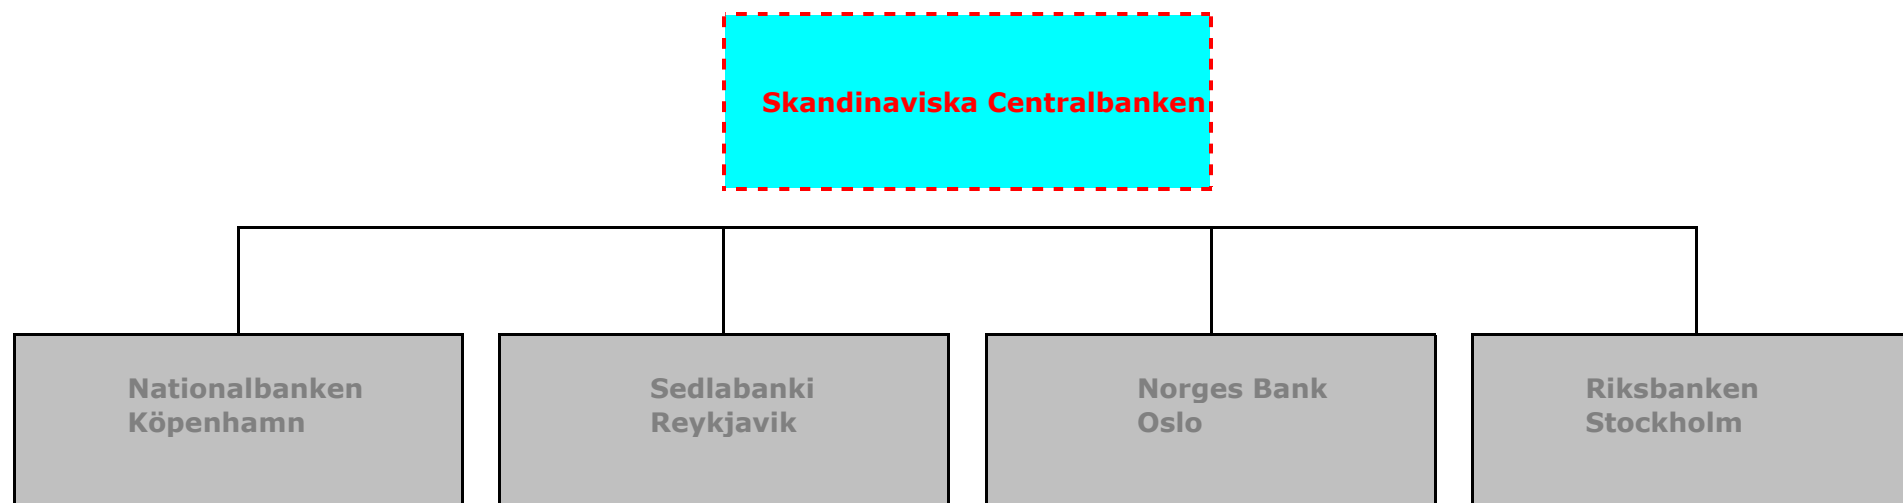 Skandinaviska Centralbanken
Nationalbanken
Köpenhamn
Sedlabanki
Reykjavik
Norges Bank
Oslo
Riksbanken
Stockholm